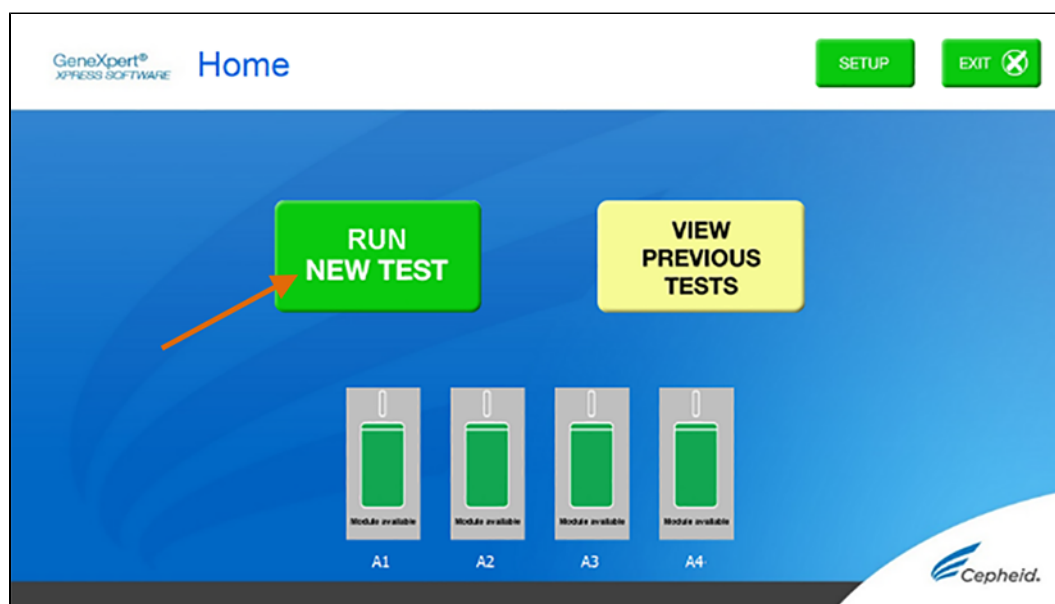 GeneXpert®
XPRESS SOFTWARE
Home
SETUP
EXIT
RUN
NEW TEST
VIEW
PREVIOUS
TESTS
Module available
Module available
Module available
Module available
A1
A2
A3
A4
Cepheid.